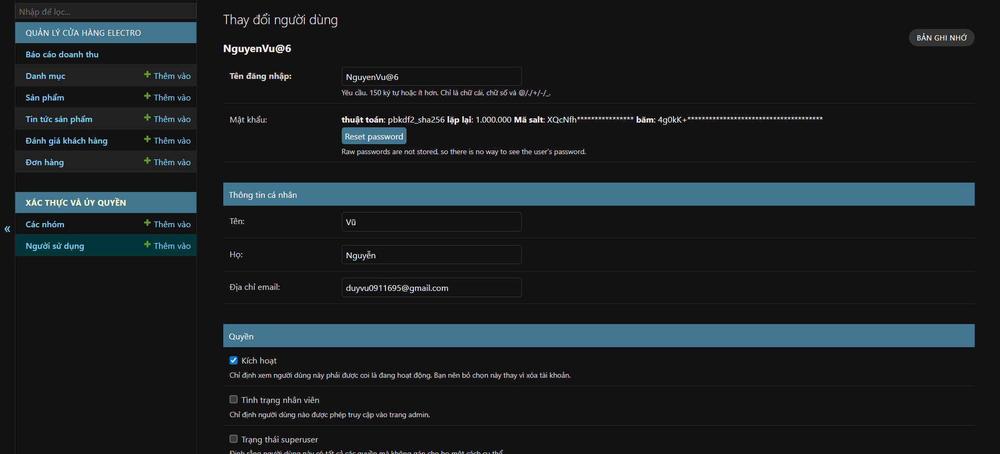 Nhập để lọc...
QUẢN LÝ CỬA HÀNG ELECTRO
Báo cáo doanh thu
Danh mục Thêm vào
Sản phẩm Thêm vào
Tin tức sản phẩm Thêm vào
Đánh giá khách hàng Thêm vào
Đơn hàng Thêm vào
XÁC THỰC VÀ ỦY QUYỀN
Các nhóm Thêm vào
Người sử dụng Thêm vào
«
Thay đổi người dùng
BẢN GHI NHỚ
NguyenVu@6
Tên đăng nhập: NguyenVu@6
Yêu cầu. 150 ký tự hoặc ít hơn. Chỉ là chữ cái, chữ số và @/./+/-/_.
Mật khẩu: thuật toán: pbkdf2_sha256 lặp lại: 1.000.000 Mã salt: XQcNfh**************** băm: 4g0kK+**************************************
Reset password
Raw passwords are not stored, so there is no way to see the user’s password.
Thông tin cá nhân
Tên: Vũ
Họ: Nguyễn
Địa chỉ email: duyvu0911695@gmail.com
Quyền
Kích hoạt
Chỉ định xem người dùng này phải được coi là đang hoạt động. Bạn nên bỏ chọn này thay vì xóa tài khoản.
Tình trạng nhân viên
Chỉ định người dùng nào được phép truy cập vào trang admin.
Trạng thái superuser
Định rằng người dùng này có tất cả các quyền mà không gán cho họ một cách cụ thể.